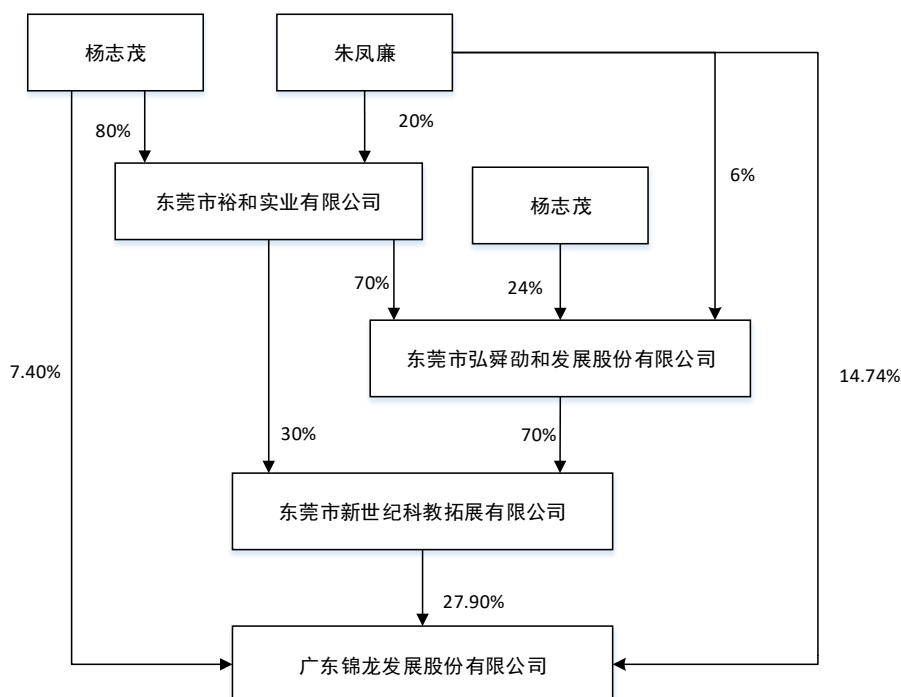 杨志茂
朱凤廉
80%
20%
6%
东莞市裕和实业有限公司
杨志茂
70%
24%
东莞市弘舜劭和发展股份有限公司
7.40%
14.74%
30%
70%
东莞市新世纪科教拓展有限公司
27.90%
广东锦龙发展股份有限公司